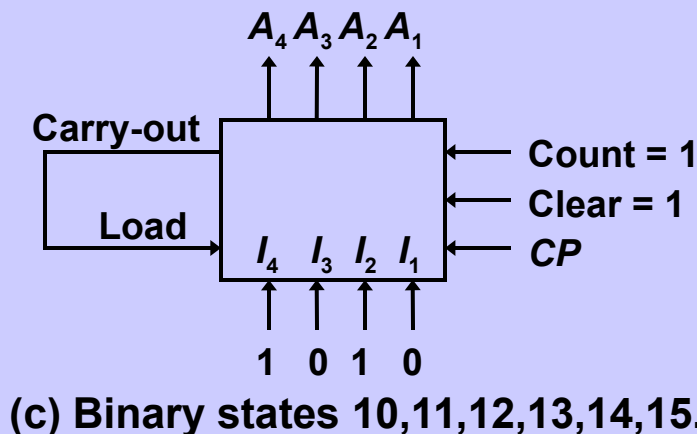 A4 A3 A2 A1
Carry-out
Count = 1
Clear = 1
Load
I4 I3 I2 I1
CP
1 0 1 0
(c) Binary states 10,11,12,13,14,15.